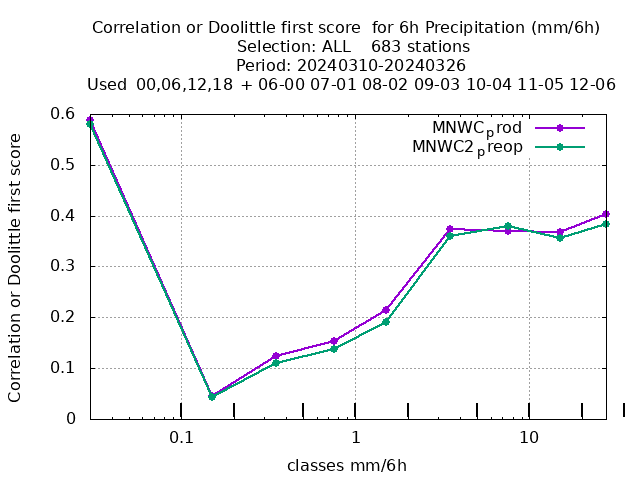 Correlation or Doolittle first score  for 6h Precipitation (mm/6h)
Selection: ALL    683 stations
Period: 20240310-20240326
Used  00,06,12,18 + 06-00 07-01 08-02 09-03 10-04 11-05 12-06
MNWCprod
MNWC2preop
Correlation or Doolittle first score
0.6
0.5
0.4
0.3
0.2
0.1
0
0.1 1 10
classes mm/6h